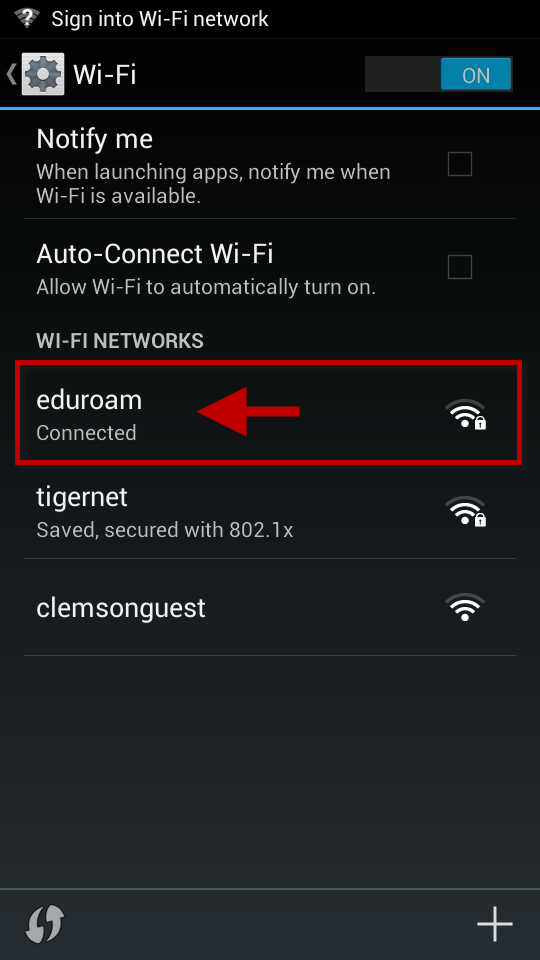 Sign into Wi-Fi network
Wi-Fi
ON
Notify me
When launching apps, notify me when
Wi-Fi is available.
Auto-Connect Wi-Fi
Allow Wi-Fi to automatically turn on.
WI-FI NETWORKS
eduroam
Connected
tigernet
Saved, secured with 802.1x
clemsonguest